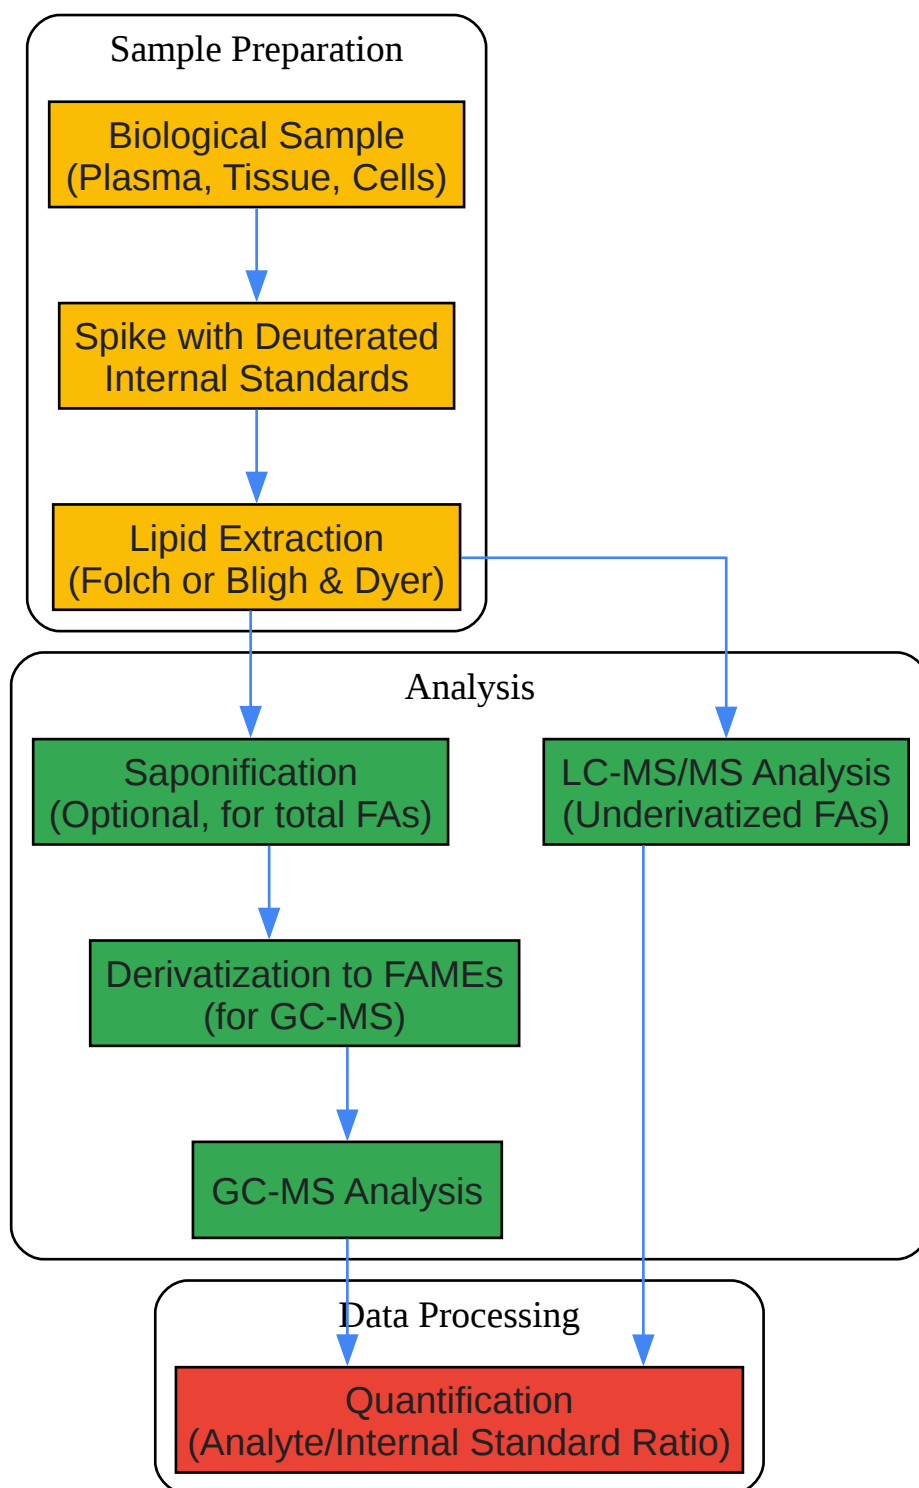 Sample Preparation
Biological Sample
(Plasma, Tissue, Cells)
Spike with Deuterated
Internal Standards
Lipid Extraction
(Folch or Bligh & Dyer)
Analysis
Saponification
(Optional, for total FAs)
LC-MS/MS Analysis
(Underivatized FAs)
Derivatization to FAMEs
(for GC-MS)
GC-MS Analysis
Data Processing
Quantification
(Analyte/Internal Standard Ratio)